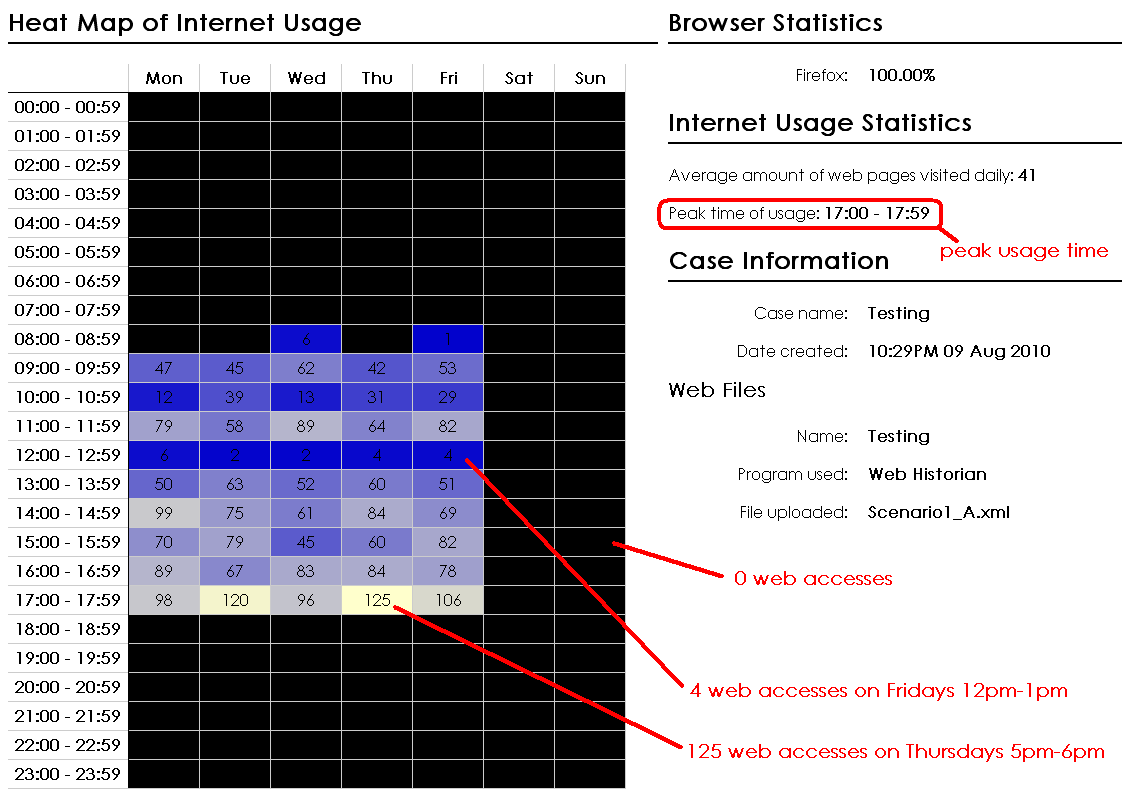 Heat Map of Internet Usage
Mon Tue Wed Thu Fri Sat Sun
00:00 - 00:59
01:00 - 01:59
02:00 - 02:59
03:00 - 03:59
04:00 - 04:59
05:00 - 05:59
06:00 - 06:59
07:00 - 07:59
08:00 - 08:59 6 1
09:00 - 09:59 47 45 62 42 53
10:00 - 10:59 12 39 13 31 29
11:00 - 11:59 79 58 89 64 82
12:00 - 12:59 6 2 2 4 4
13:00 - 13:59 50 63 52 60 51
14:00 - 14:59 99 75 61 84 69
15:00 - 15:59 70 79 45 60 82
16:00 - 16:59 89 67 83 84 78
17:00 - 17:59 98 120 96 125 106
18:00 - 18:59
19:00 - 19:59
20:00 - 20:59
21:00 - 21:59
22:00 - 22:59
23:00 - 23:59
Browser Statistics
Firefox: 100.00%
Internet Usage Statistics
Average amount of web pages visited daily: 41
Peak time of usage: 17:00 - 17:59
peak usage time
Case Information
Case name: Testing
Date created: 10:29PM 09 Aug 2010
Web Files
Name: Testing
Program used: Web Historian
File uploaded: Scenario1_A.xml
0 web accesses
4 web accesses on Fridays 12pm-1pm
125 web accesses on Thursdays 5pm-6pm